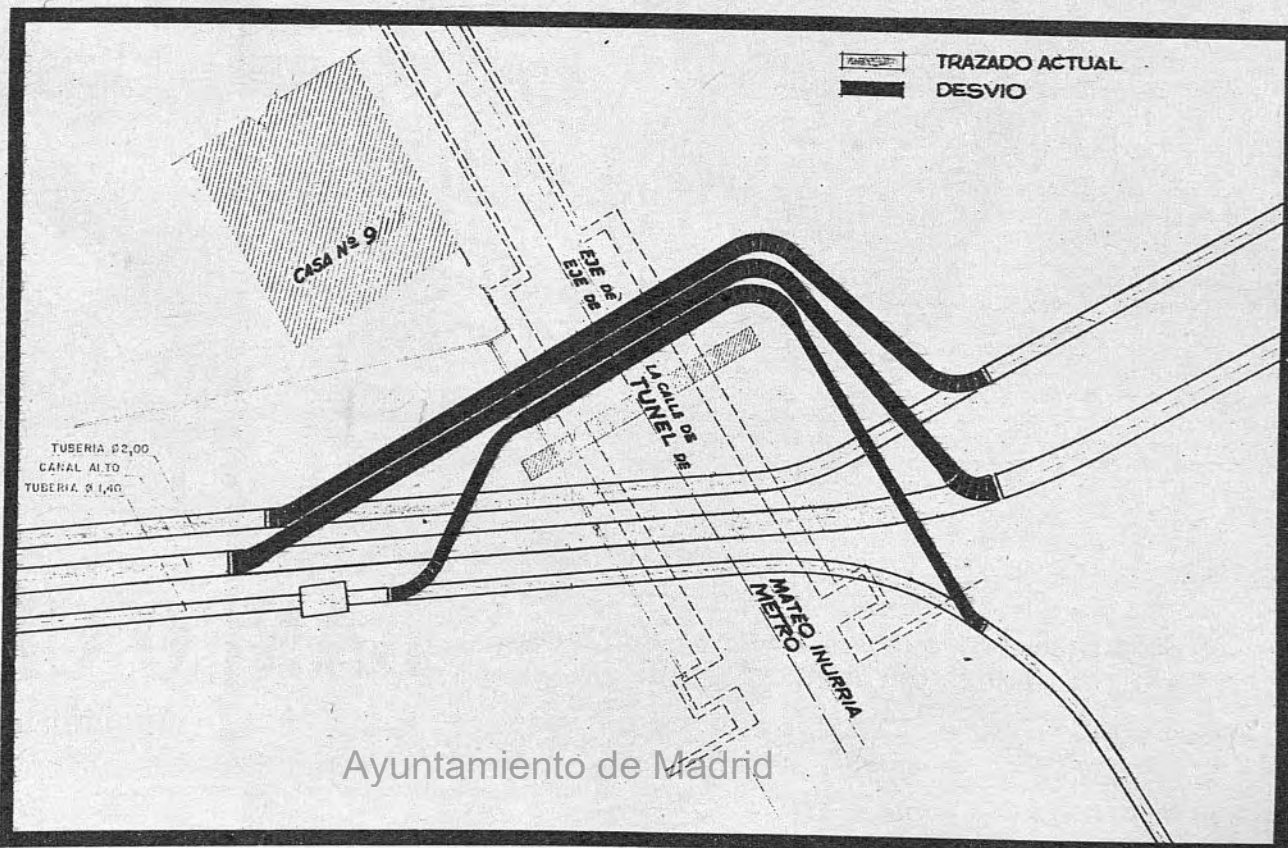 TRAZADO ACTUAL
DESVIO
CASA Nº 9
EJE DE LA CALLE DE MATEO INURRIA
EJE DE TUNEL DE METRO
TUBERIA Ø2,00
CANAL ALTO
TUBERIA Ø 1,40
Ayuntamiento de Madrid